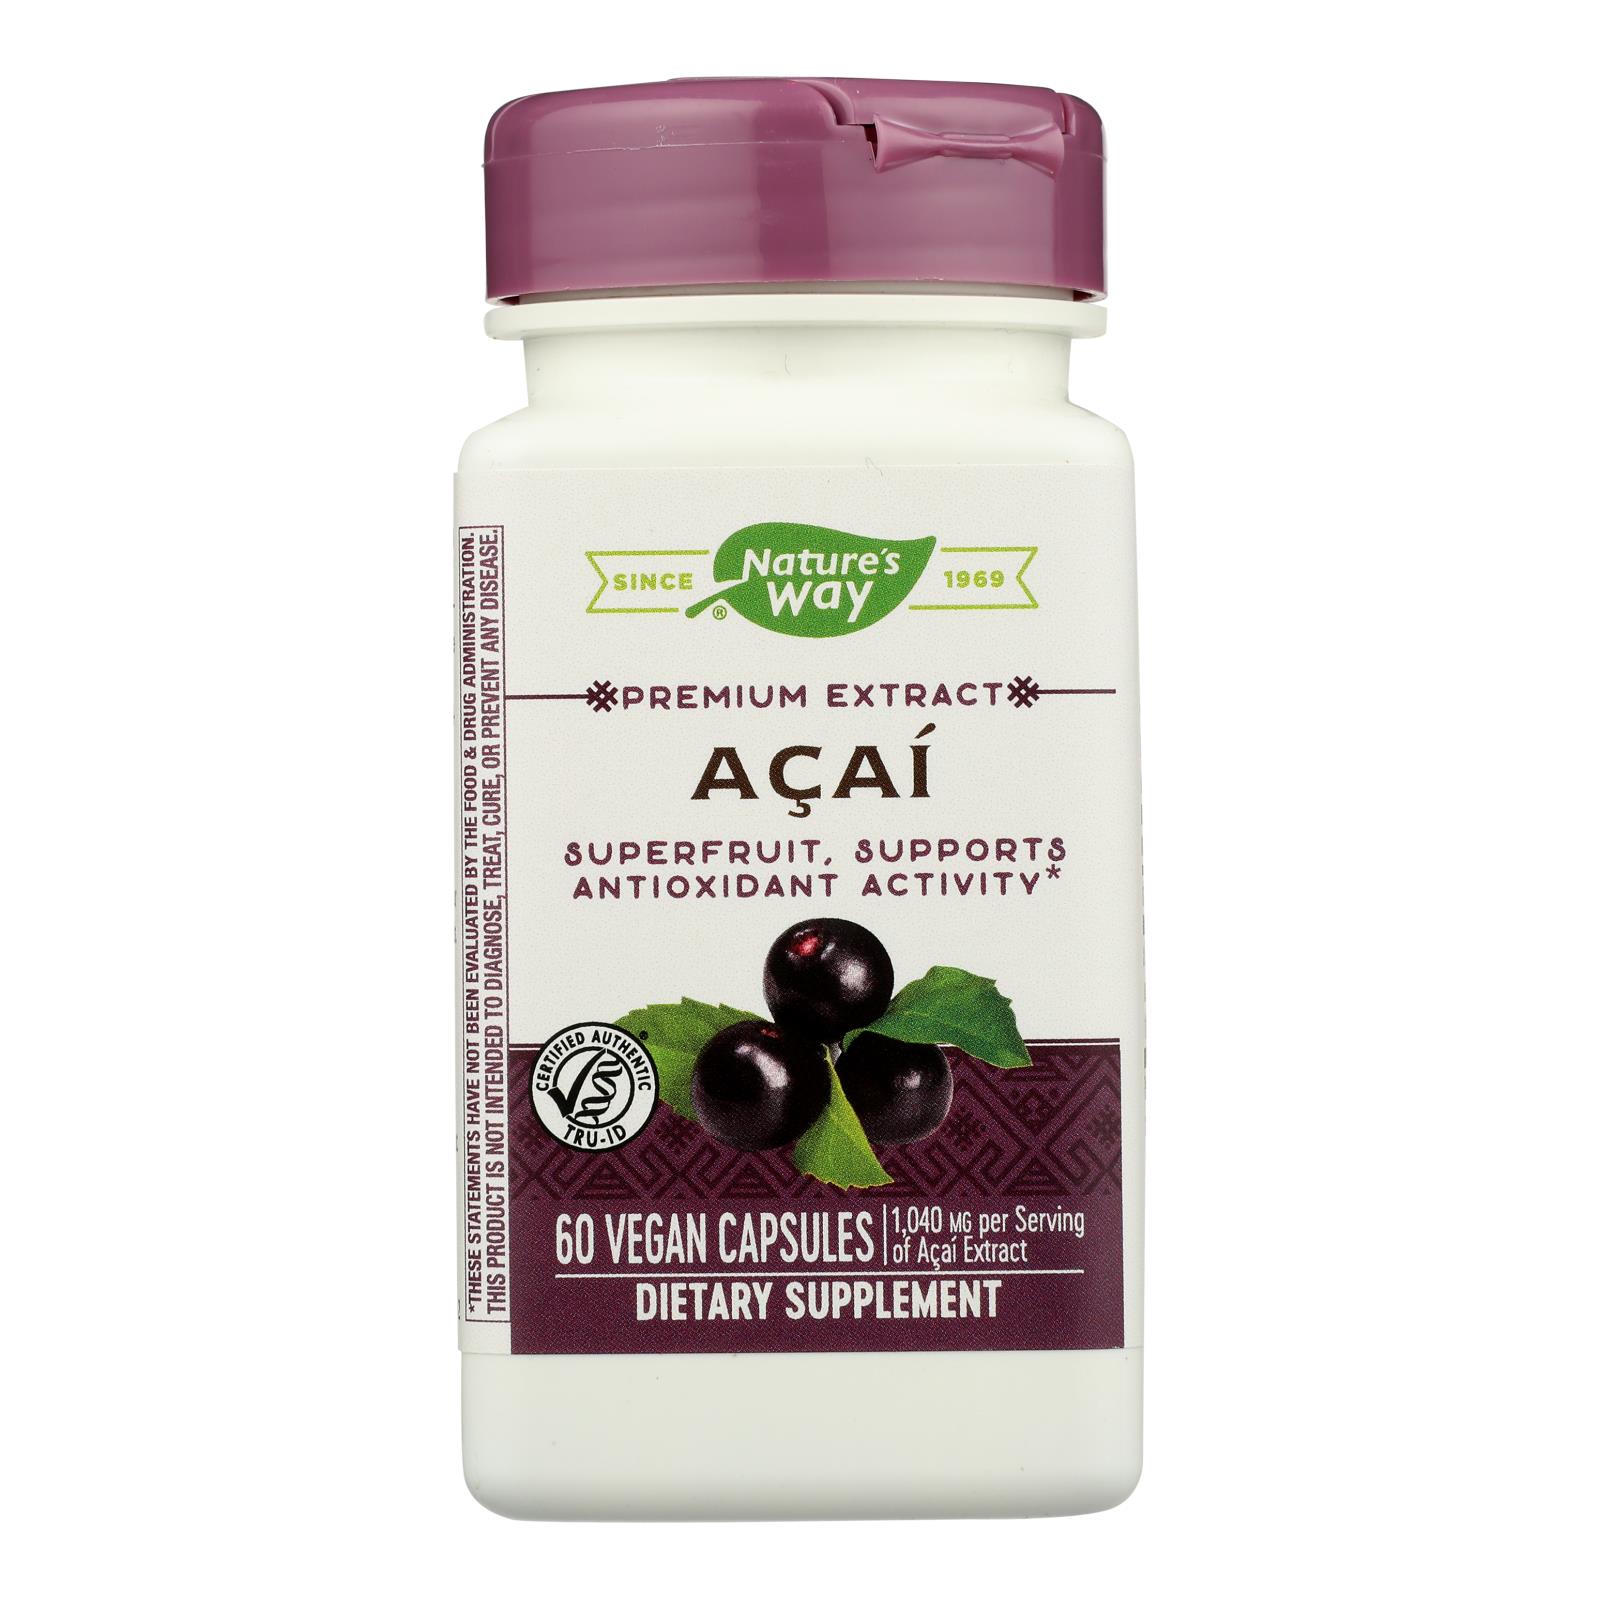 SINCE
Nature's
Way®
1969
PREMIUM EXTRACT
AÇAÍ
SUPERFRUIT, SUPPORTS
ANTIOXIDANT ACTIVITY*
CERTIFIED AUTHENTIC®
TRU-ID
60 VEGAN CAPSULES
1,040 MG per Serving
of Açaí Extract
DIETARY SUPPLEMENT
*THESE STATEMENTS HAVE NOT BEEN EVALUATED BY THE FOOD & DRUG ADMINISTRATION.
THIS PRODUCT IS NOT INTENDED TO DIAGNOSE, TREAT, CURE, OR PREVENT ANY DISEASE.